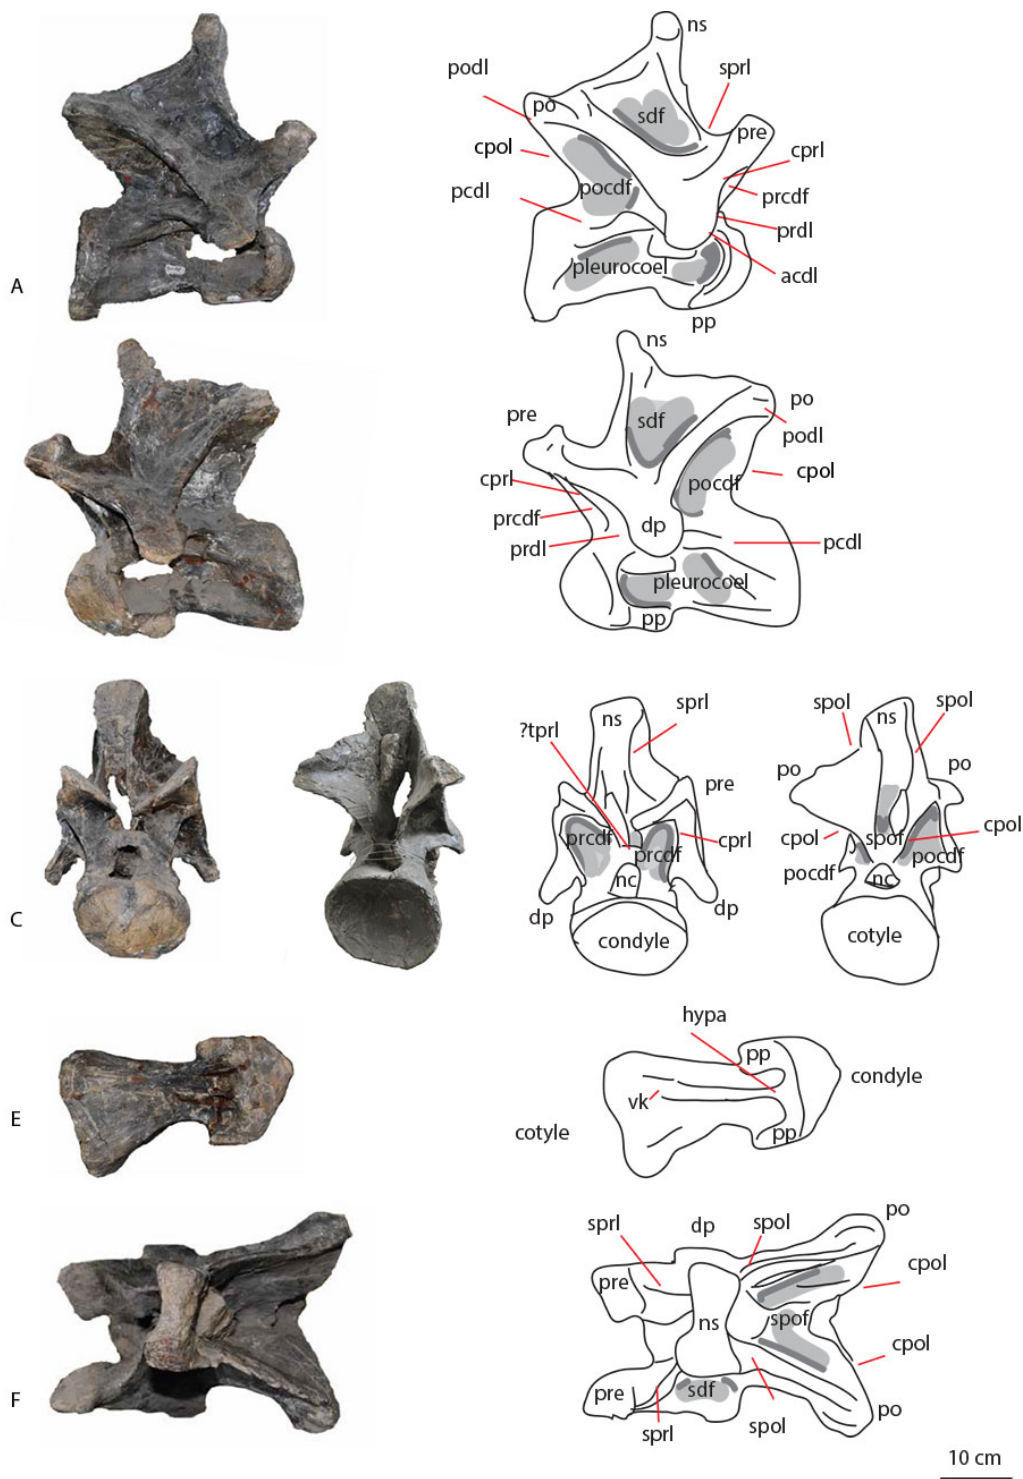 ns
podl
sprl
po
sdf
pre
cpol
cprl
pcdl
pocdf
prcdf
prdl
pleurocoel
acdl
A
pp
ns
pre
sdf
po
podl
cprl
pocdf
cpol
prcdf
dp
prdl
pcdl
pleurocoel
pp
?tprl
ns
sprl
pre
prcdf
prcdf
cprl
nc
dp
dp
condyle
C
spol
ns
spol
po
po
cpol
spof
cpol
pocdf
pocdf
nc
cotyle
hypa
pp
condyle
vk
E
cotyle
pp
sprl
dp
spol
po
pre
cpol
ns
spof
cpol
F
pre
sdf
po
sprl
spol
10 cm